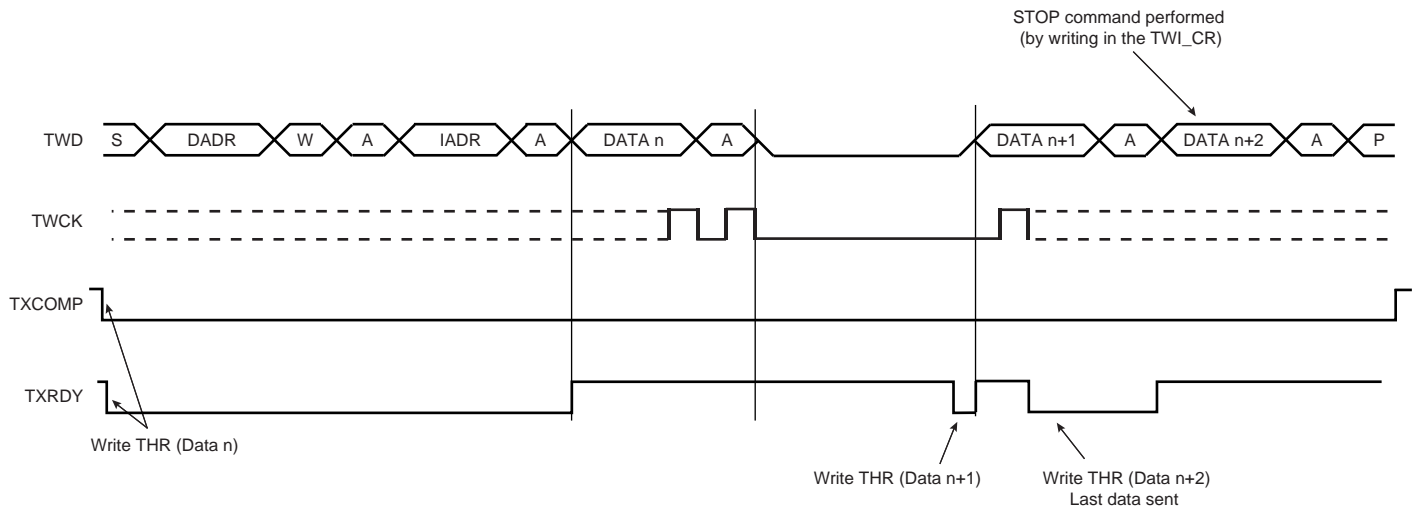 STOP command performed
(by writing in the TWI_CR)
TWD S DADR W A IADR A DATA n A DATA n+1 A DATA n+2 A P
TWCK
TXCOMP
TXRDY
Write THR (Data n)
Write THR (Data n+1)
Write THR (Data n+2)
Last data sent